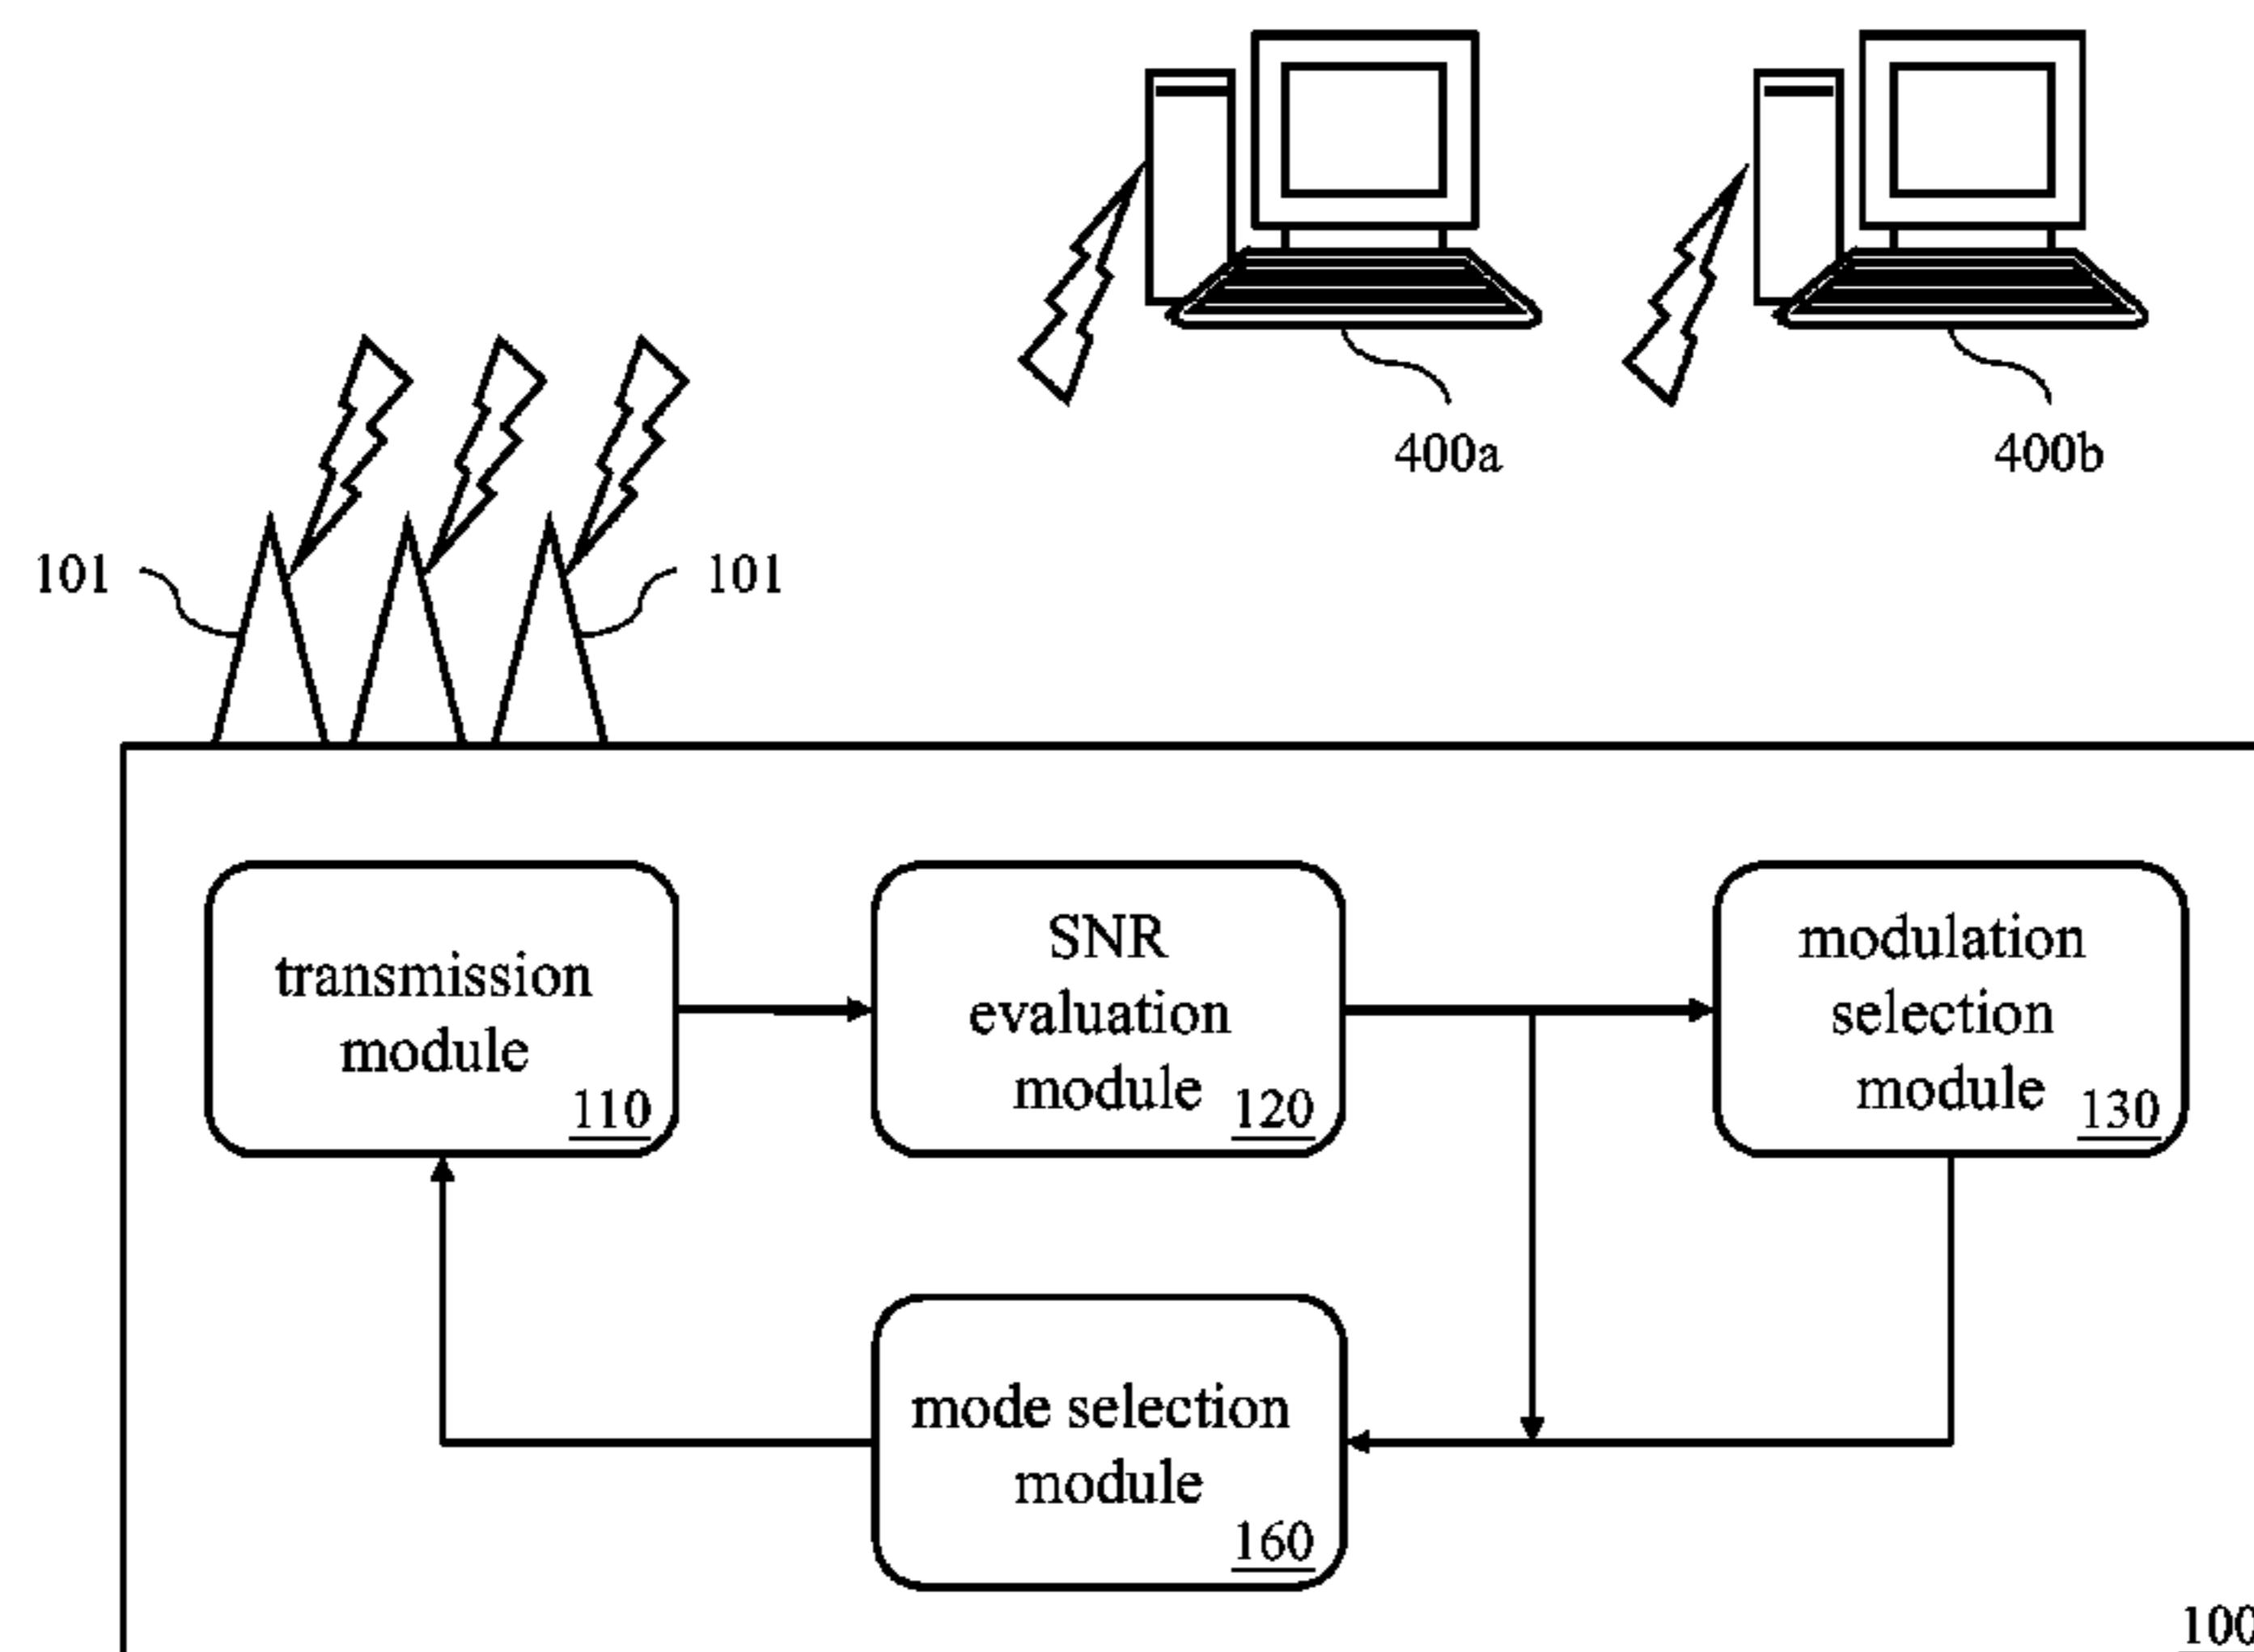 400a
400b
101
101
transmission
module
110
SNR
evaluation
module
120
modulation
selection
module
130
mode selection
module
160
100